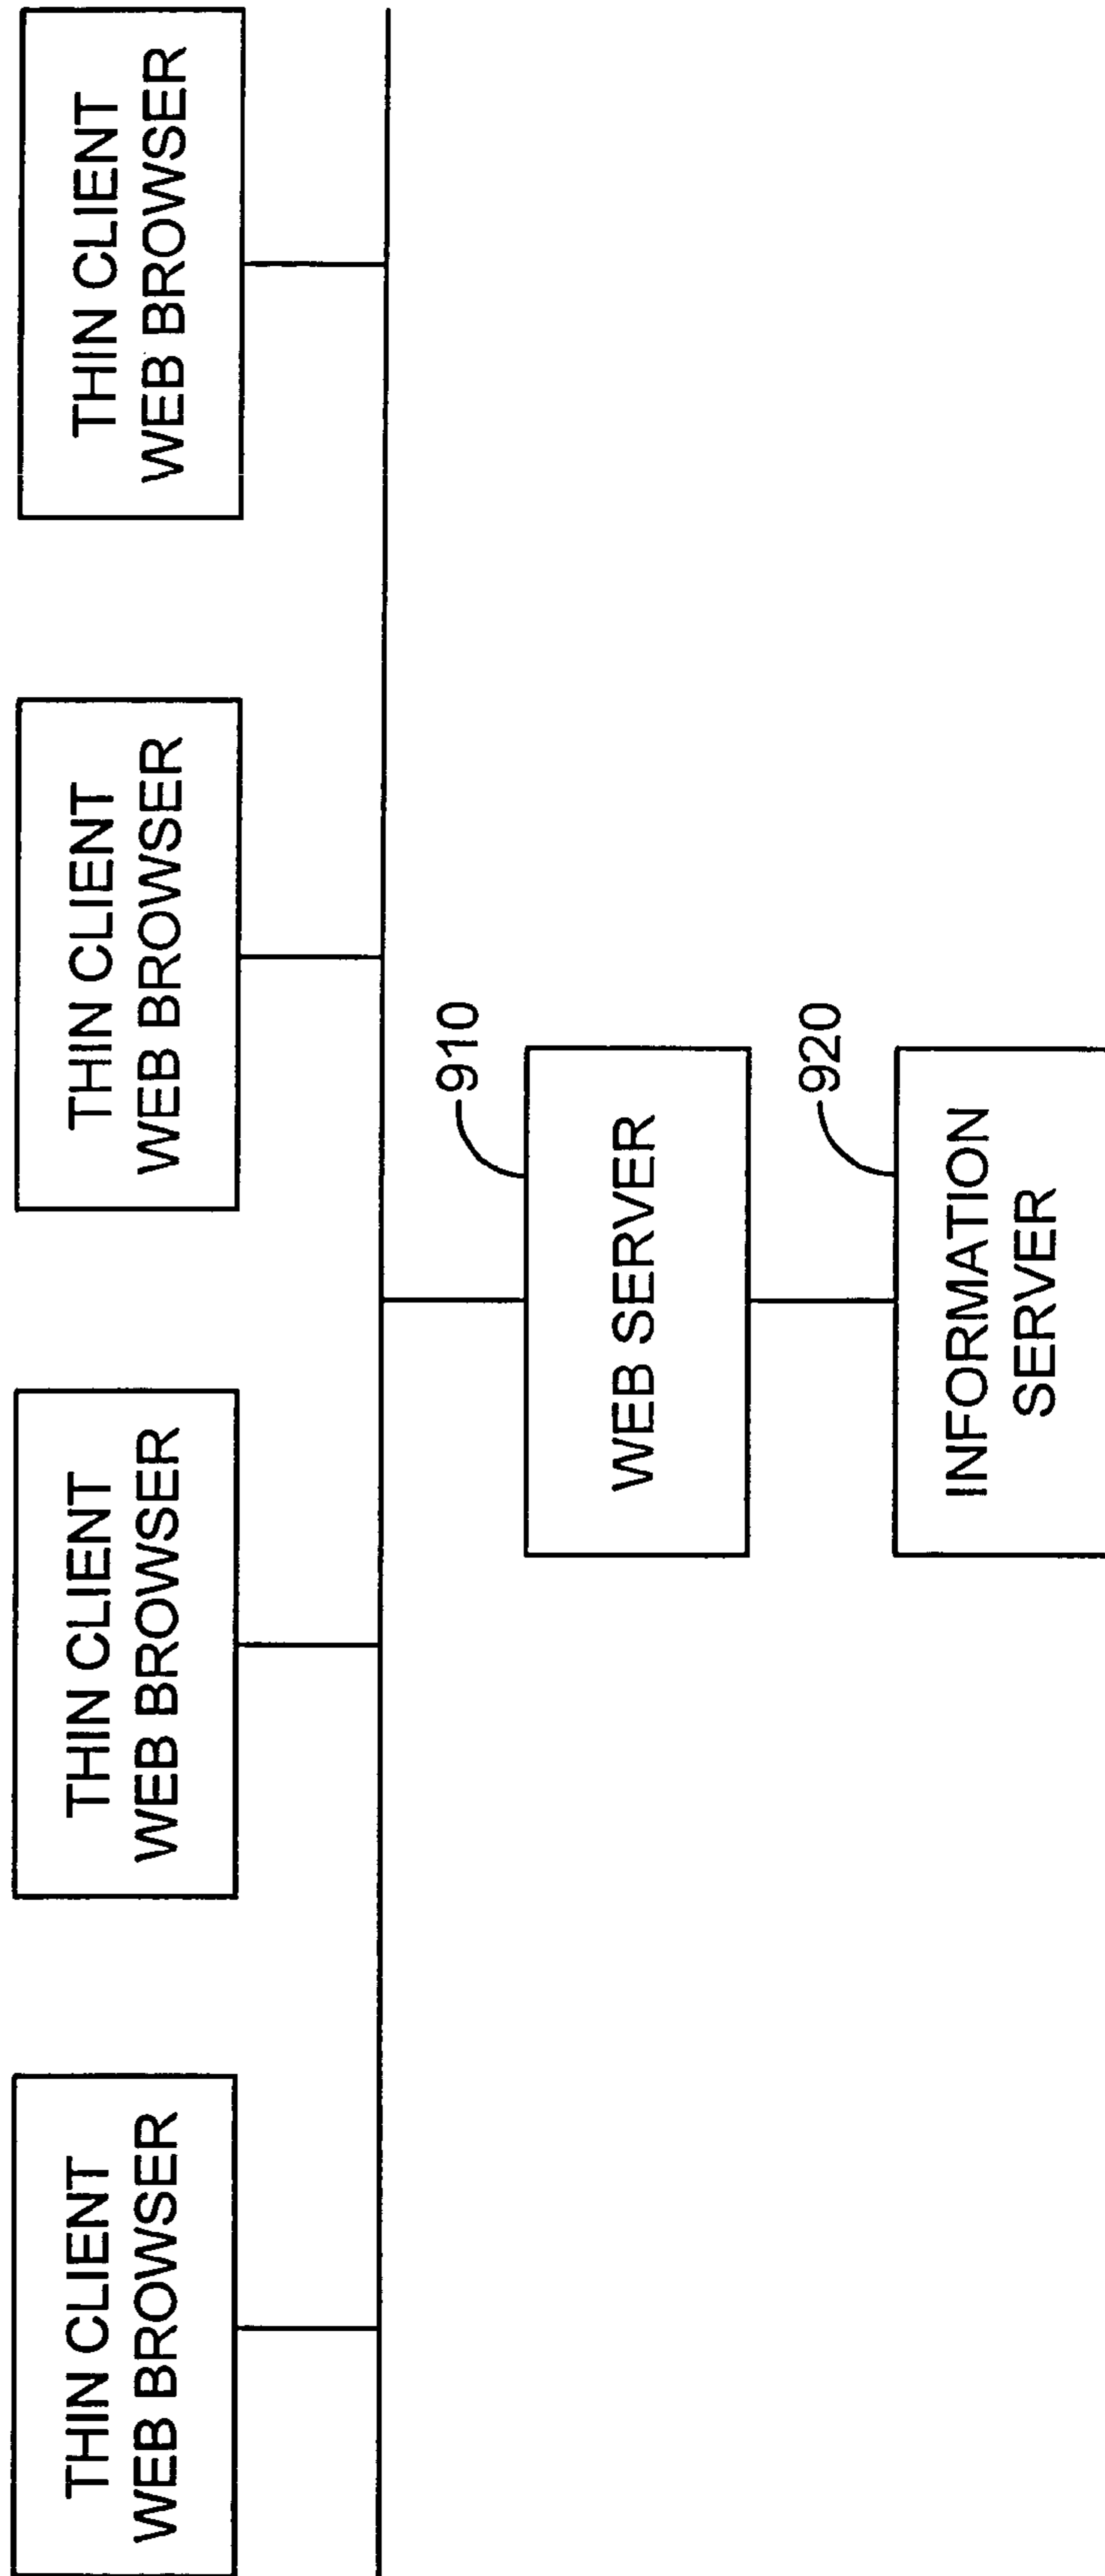 THIN CLIENT
WEB BROWSER
THIN CLIENT
WEB BROWSER
THIN CLIENT
WEB BROWSER
THIN CLIENT
WEB BROWSER
910
WEB SERVER
920
INFORMATION
SERVER